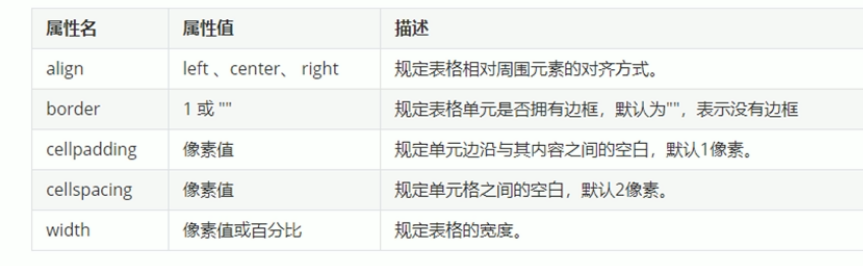 属性名 属性值 描述
align left 、center、 right 规定表格相对周围元素的对齐方式。
border 1 或 "" 规定表格单元是否拥有边框，默认为""，表示没有边框
cellpadding 像素值 规定单元边沿与其内容之间的空白，默认1像素。
cellspacing 像素值 规定单元格之间的空白，默认2像素。
width 像素值或百分比 规定表格的宽度。